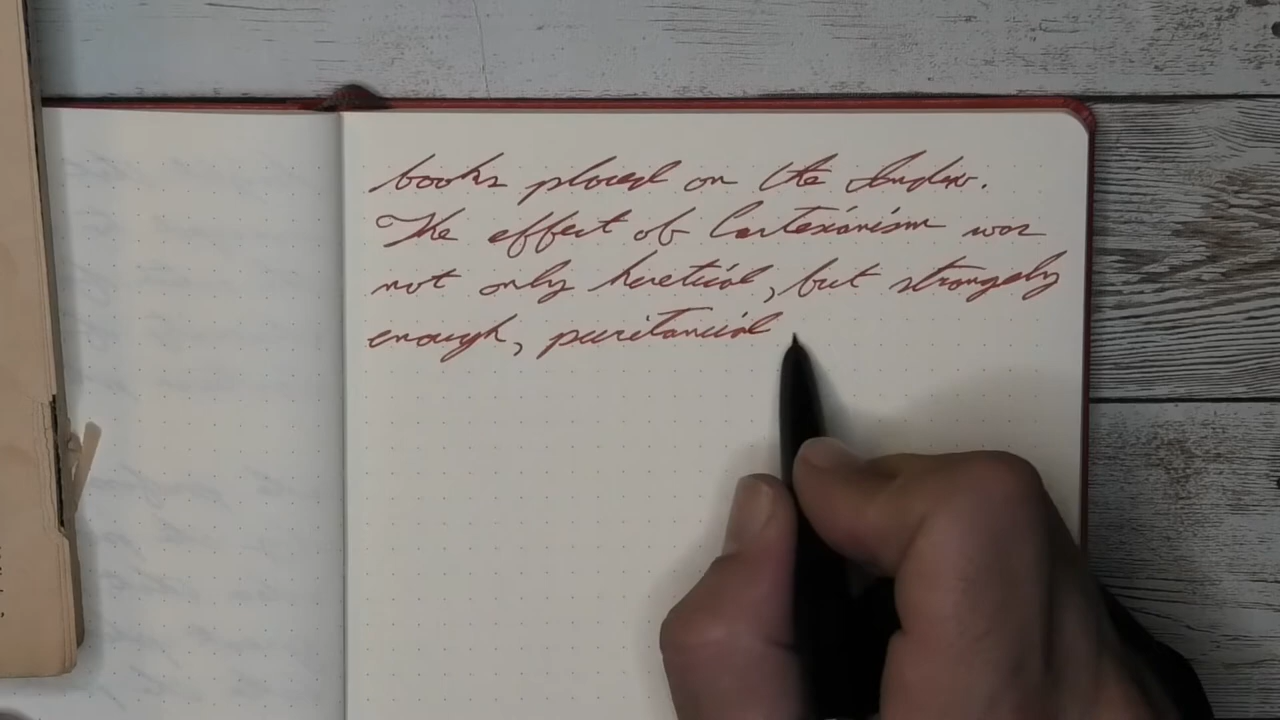 books placed on the Index.
The effect of Cartesianism was
not only heretical, but strangely
enough, puritanical